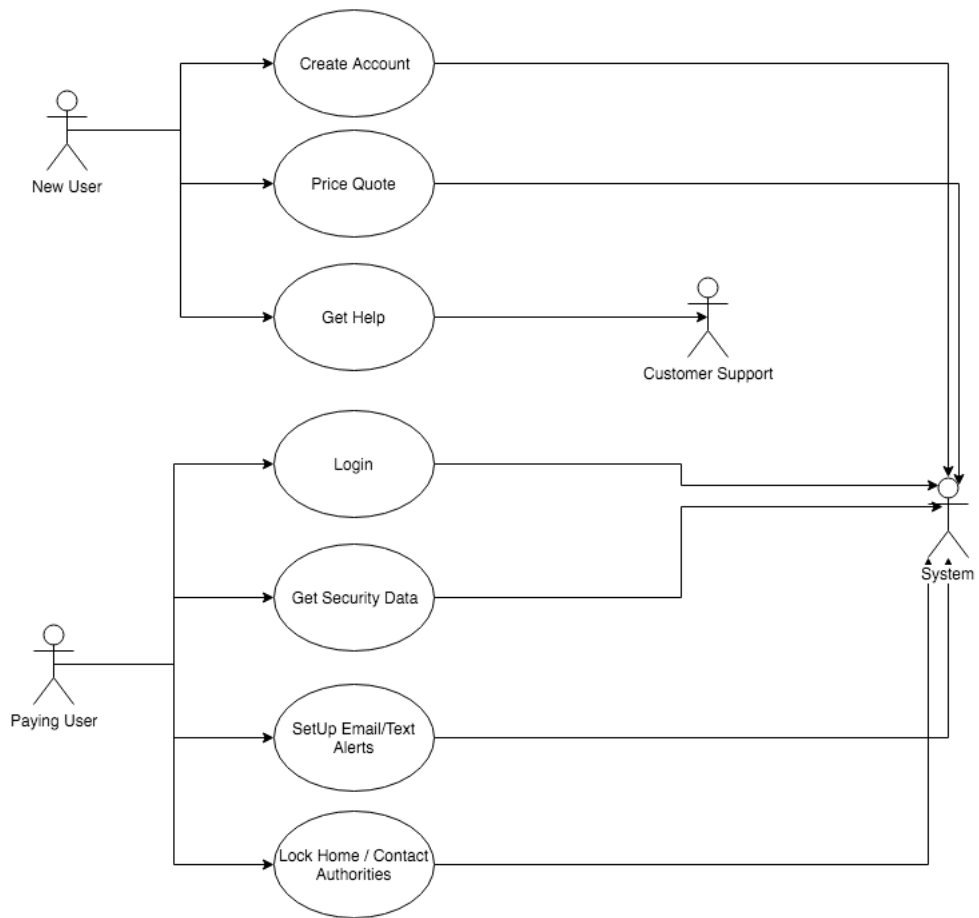 Create Account
New User
Price Quote
Get Help
Customer Support
Login
System
Get Security Data
Paying User
SetUp Email/Text
Alerts
Lock Home / Contact
Authorities